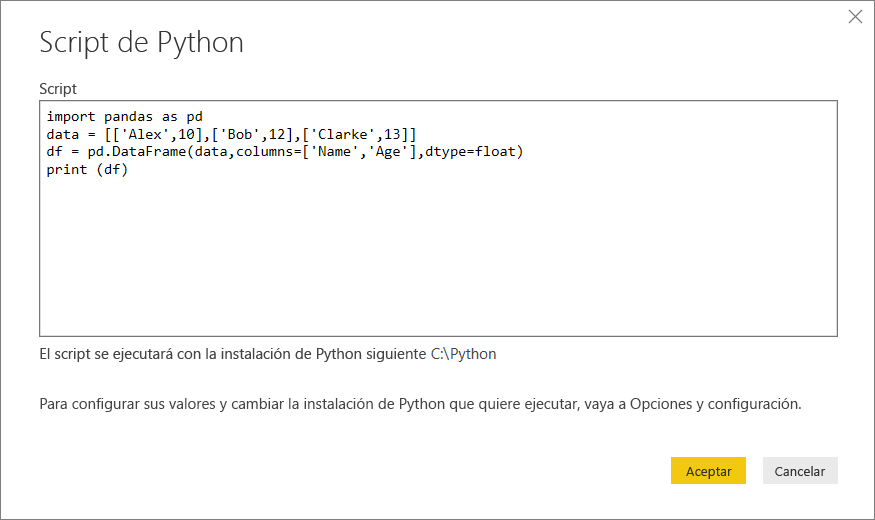 Script de Python
Script
import pandas as pd
data = [['Alex',10],['Bob',12],['Clarke',13]]
df = pd.DataFrame(data,columns=['Name','Age'],dtype=float)
print (df)
El script se ejecutará con la instalación de Python siguiente C:\Python
Para configurar sus valores y cambiar la instalación de Python que quiere ejecutar, vaya a Opciones y configuración.
Aceptar Cancelar